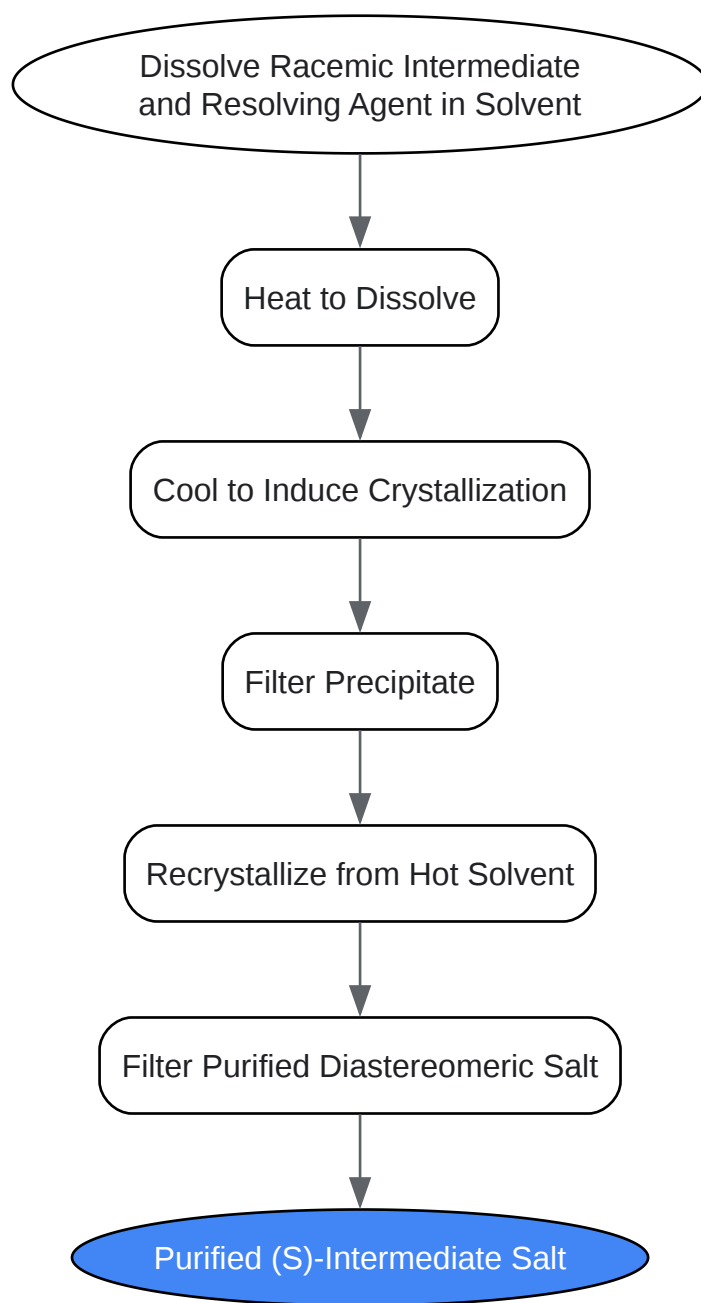 Dissolve Racemic Intermediate
and Resolving Agent in Solvent
Heat to Dissolve
Cool to Induce Crystallization
Filter Precipitate
Recrystallize from Hot Solvent
Filter Purified Diastereomeric Salt
Purified (S)-Intermediate Salt